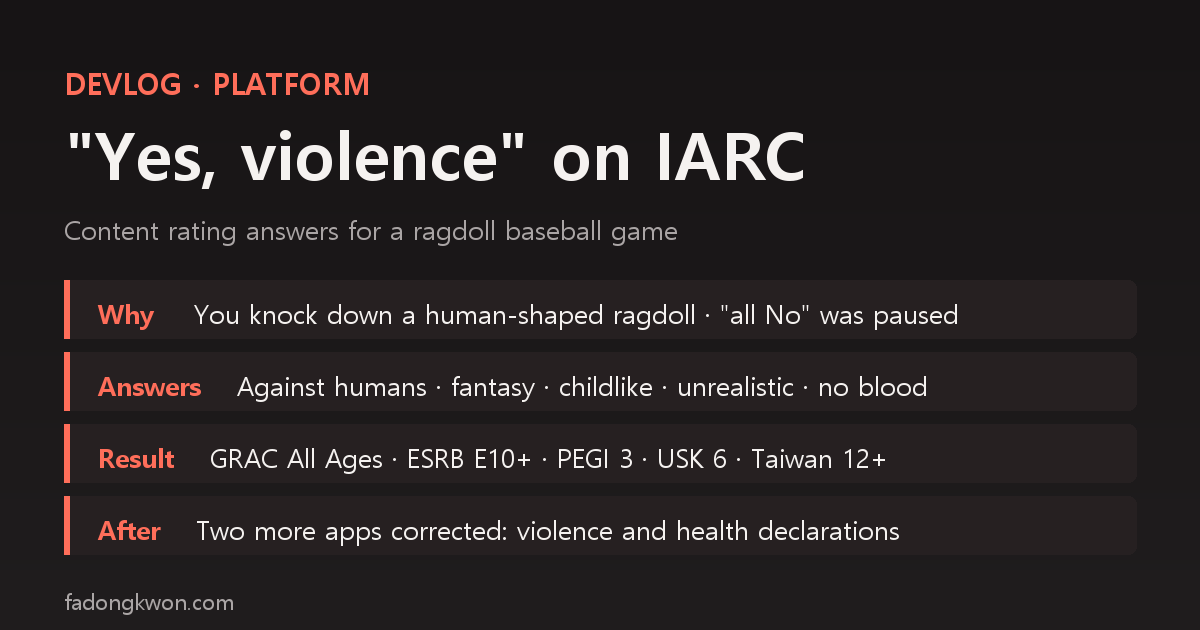 DEVLOG · PLATFORM
"Yes, violence" on IARC
Content rating answers for a ragdoll baseball game
Why You knock down a human-shaped ragdoll · "all No" was paused
Answers Against humans · fantasy · childlike · unrealistic · no blood
Result GRAC All Ages · ESRB E10+ · PEGI 3 · USK 6 · Taiwan 12+
After Two more apps corrected: violence and health declarations
fadongkwon.com